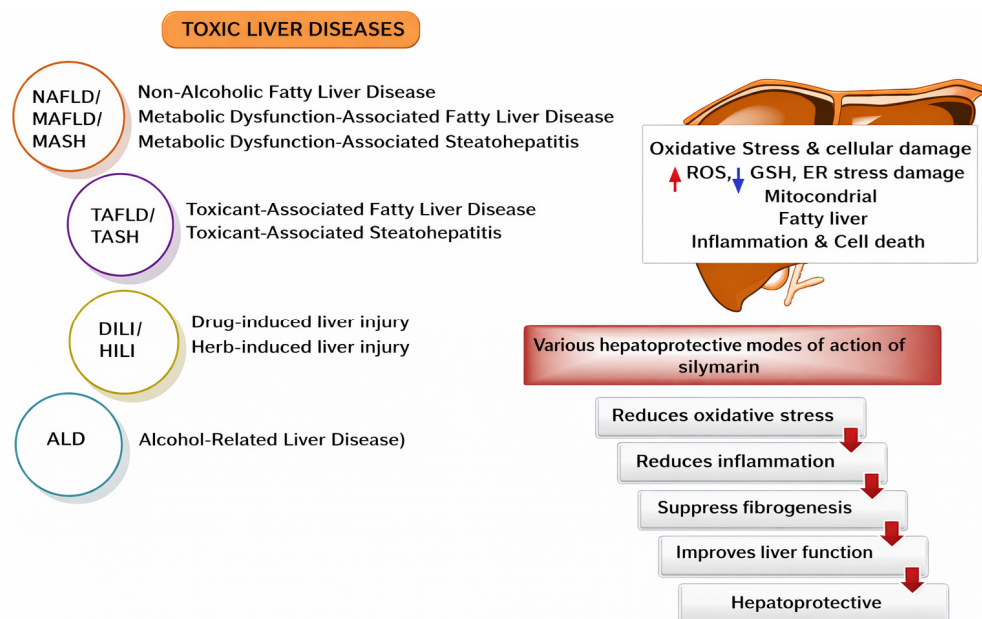 TOXIC LIVER DISEASES
NAFLD/
MAFLD/
MASH
Non-Alcoholic Fatty Liver Disease
Metabolic Dysfunction-Associated Fatty Liver Disease
Metabolic Dysfunction-Associated Steatohepatitis
TAFLD/
TASH
Toxicant-Associated Fatty Liver Disease
Toxicant-Associated Steatohepatitis
DILI/
HILI
Drug-induced liver injury
Herb-induced liver injury
ALD
Alcohol-Related Liver Disease)
Oxidative Stress & cellular damage
ROS, GSH, ER stress damage
Mitocondrial
Fatty liver
Inflammation & Cell death
Various hepatoprotective modes of action of
silymarin
Reduces oxidative stress
Reduces inflammation
Suppress fibrogenesis
Improves liver function
Hepatoprotective